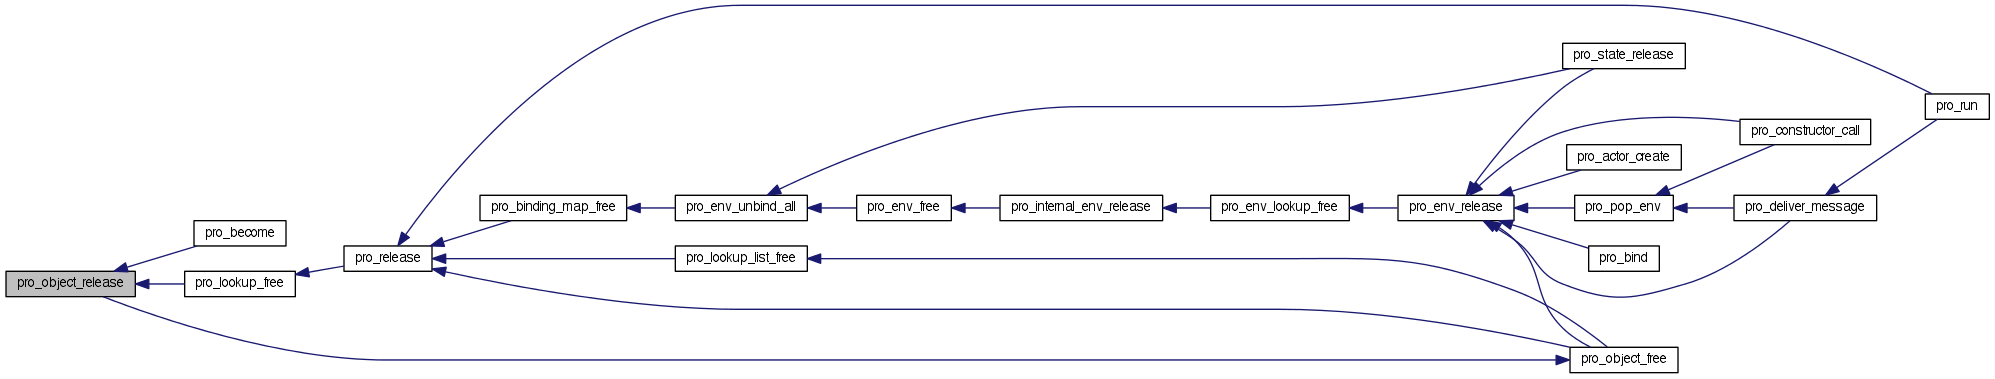 pro_state_release
pro_run
pro_constructor_call
pro_actor_create
pro_binding_map_free
pro_env_unbind_all
pro_env_free
pro_internal_env_release
pro_env_lookup_free
pro_env_release
pro_pop_env
pro_deliver_message
pro_become
pro_release
pro_lookup_list_free
pro_bind
pro_object_release
pro_lookup_free
pro_object_free